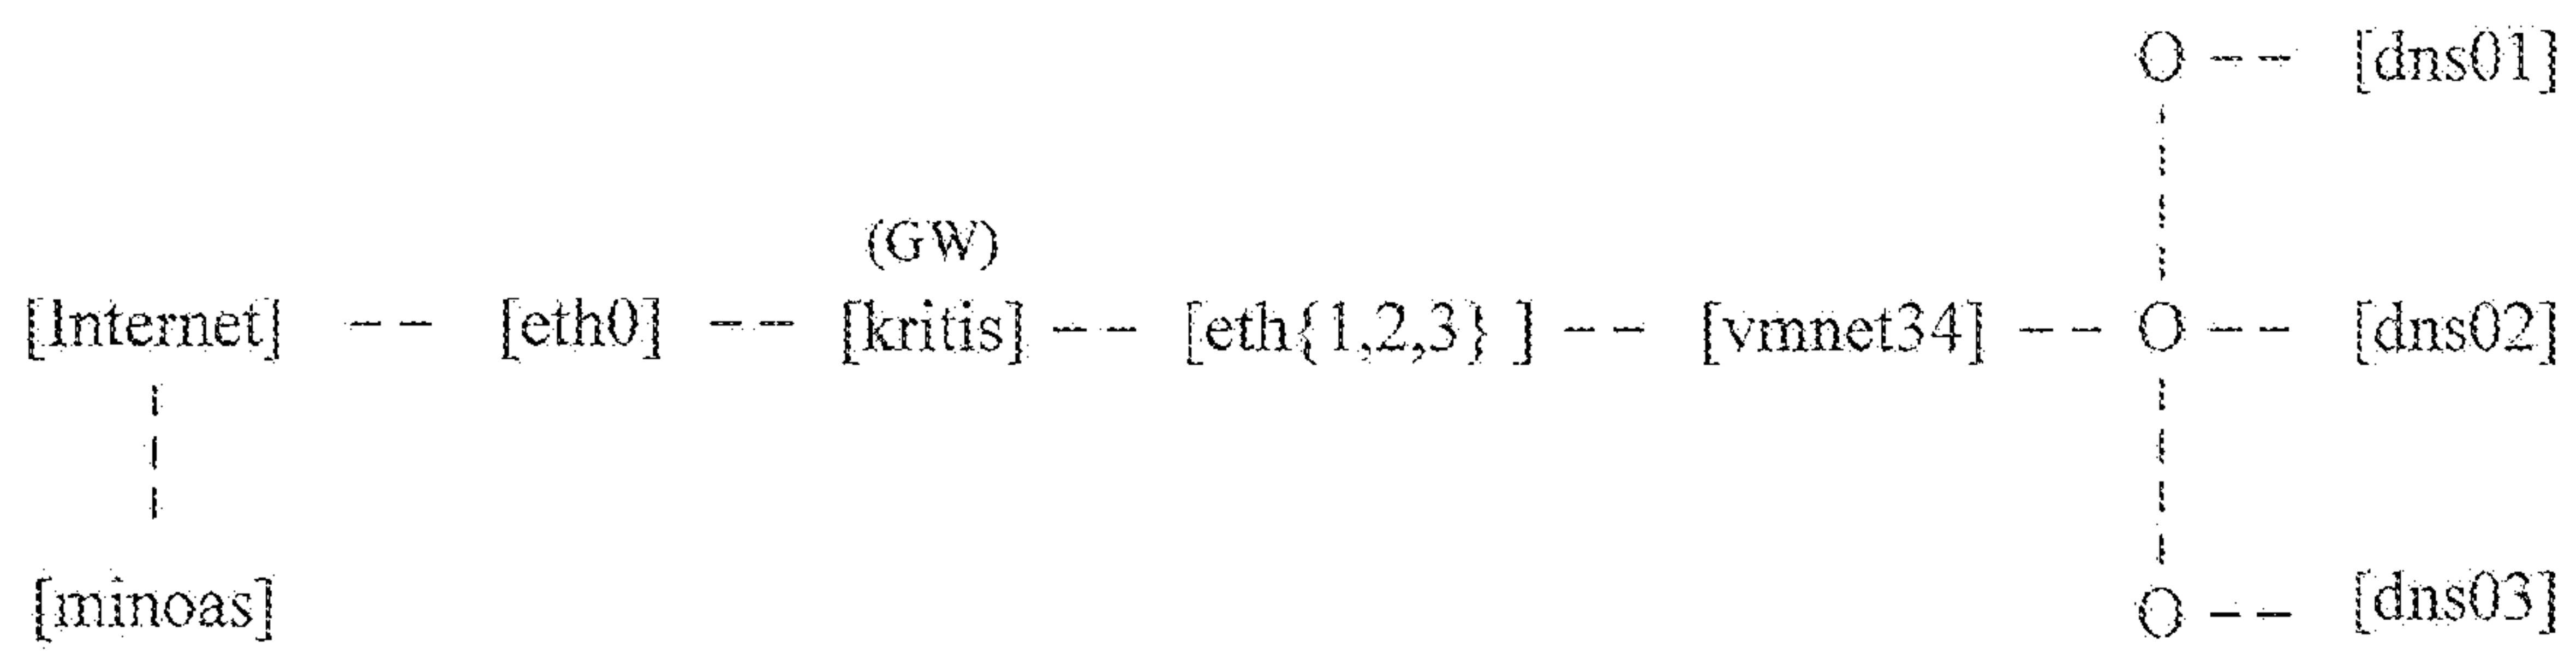 [dns01]
(GW)
[Internet] -- [eth0] -- [kritis] -- [eth{1,2,3} ] -- [vmnet34] -- O -- [dns02]
[minoas]
[dns03]